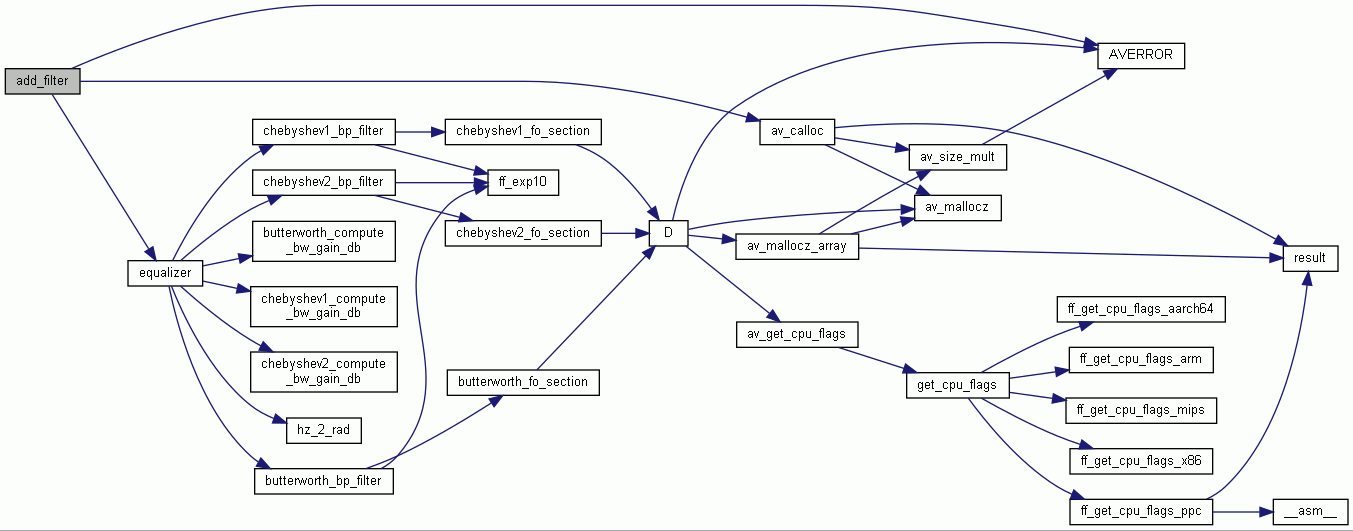 add_filter
equalizer
chebyshev1_bp_filter
chebyshev2_bp_filter
butterworth_compute
_bw_gain_db
chebyshev1_compute
_bw_gain_db
chebyshev2_compute
_bw_gain_db
hz_2_rad
butterworth_bp_filter
chebyshev1_fo_section
ff_exp10
chebyshev2_fo_section
butterworth_fo_section
D
av_calloc
av_mallocz_array
av_get_cpu_flags
AVERROR
av_size_mult
av_mallocz
get_cpu_flags
result
ff_get_cpu_flags_aarch64
ff_get_cpu_flags_arm
ff_get_cpu_flags_mips
ff_get_cpu_flags_x86
ff_get_cpu_flags_ppc
__asm__